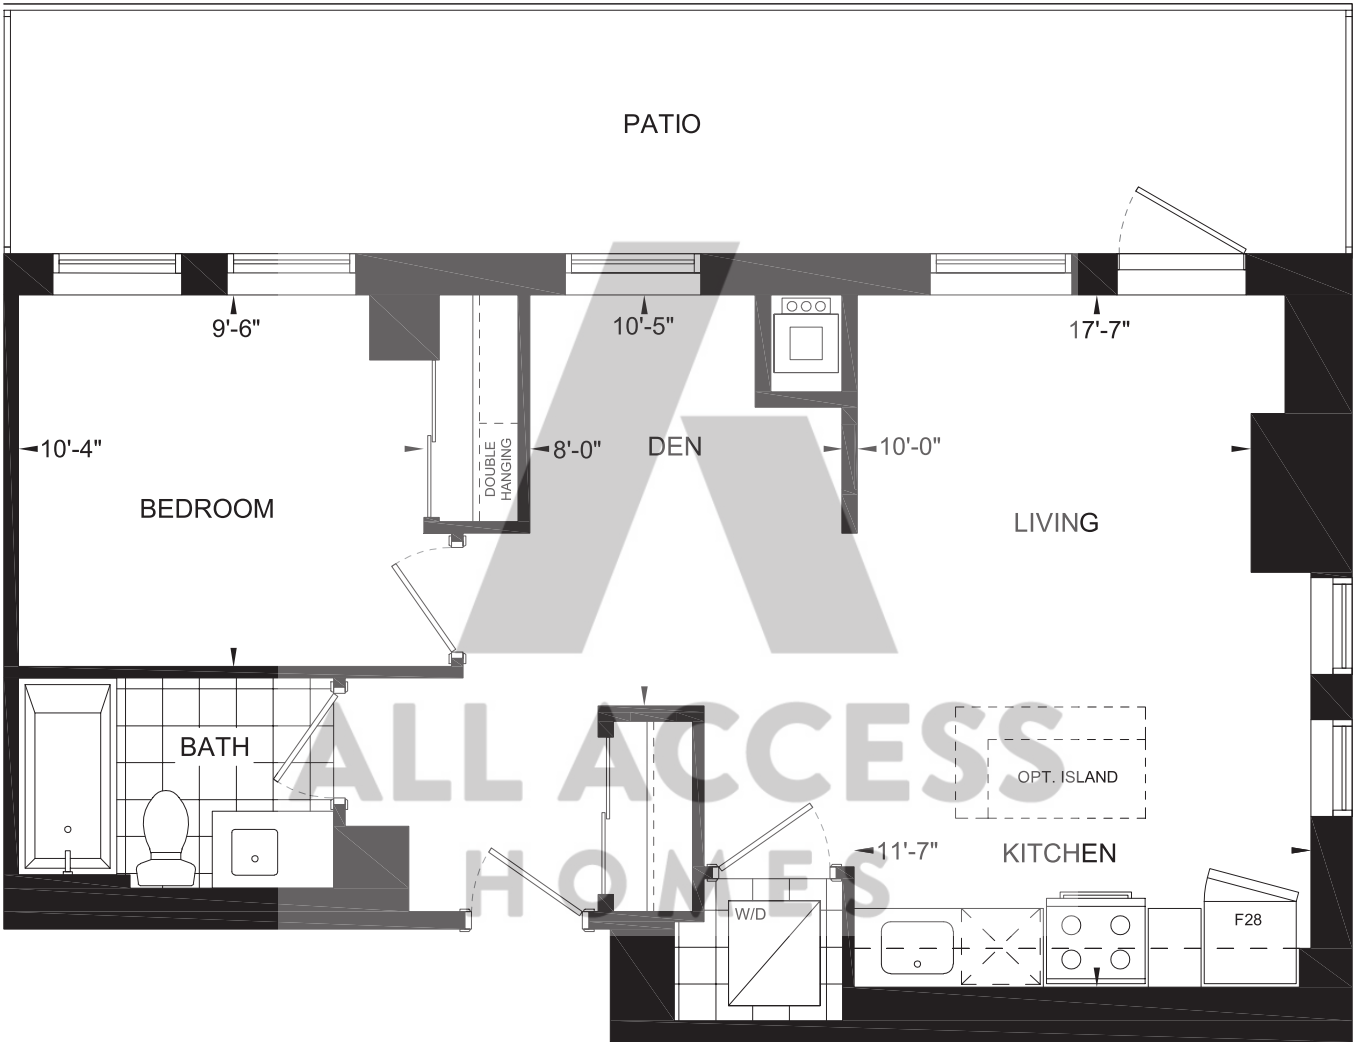 PATIO
9'-6"
10'-5"
17'-7"
10'-4"
DOUBLE
HANGING
8'-0"
DEN
10'-0"
BEDROOM
LIVING
BATH
ALL ACCESS
HOMES
OPT. ISLAND
11'-7"
KITCHEN
W/D
F28